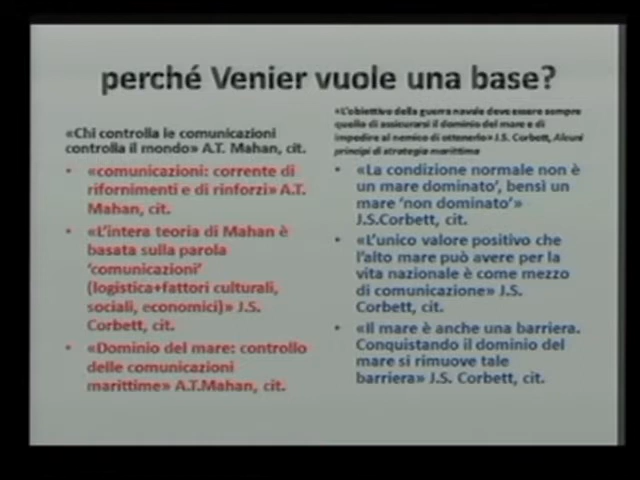 perché Venier vuole una base?
«Chi controlla le comunicazioni
controlla il mondo» A.T. Mahan, cit.
• «comunicazioni: corrente di
rifornimenti e di rinforzi» A.T.
Mahan, cit.
• «L'intera teoria di Mahan è
basata sulla parola
'comunicazioni'
(logistica+fattori culturali,
sociali, economici)» J.S.
Corbett, cit.
• «Dominio del mare: controllo
delle comunicazioni
marittime» A.T.Mahan, cit.
«L'obiettivo della guerra navale deve essere sempre
quello di assicurarsi il dominio del mare e di
impedire al nemico di ottenerlo» J.S. Corbett, Alcuni
principi di strategia marittima
• «La condizione normale non è
un mare dominato', bensì un
mare 'non dominato'»
J.S.Corbett, cit.
• «L'unico valore positivo che
l'alto mare può avere per la
vita nazionale è come mezzo
di comunicazione» J.S.
Corbett, cit.
• «Il mare è anche una barriera.
Conquistando il dominio del
mare si rimuove tale
barriera» J.S. Corbett, cit.